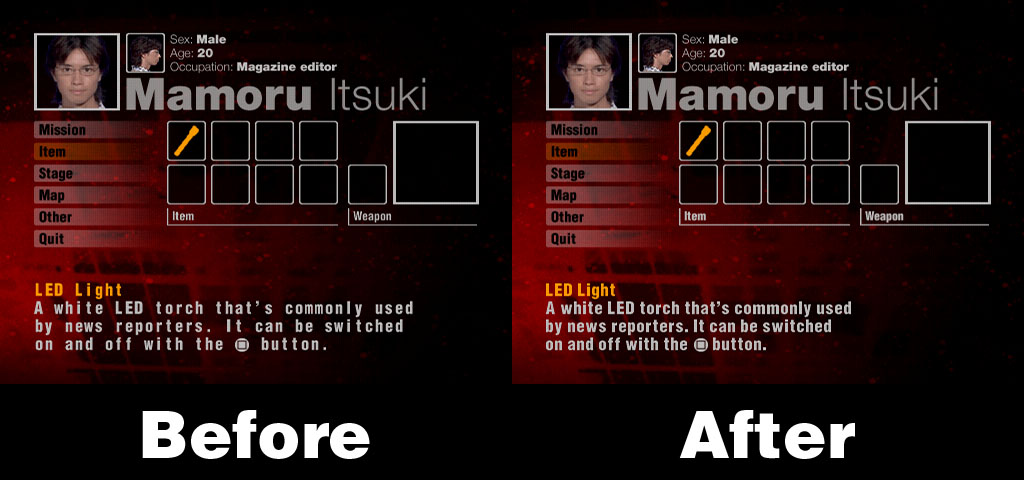 Sex: Male
Age: 20
Occupation: Magazine editor
Mamoru Itsuki
Mission
Item
Stage
Map
Other
Quit
Item
Weapon
LED Light
A white LED torch that's commonly used
by news reporters. It can be switched
on and off with the button.
Before
Sex: Male
Age: 20
Occupation: Magazine editor
Mamoru Itsuki
Mission
Item
Stage
Map
Other
Quit
Item
Weapon
LED Light
A white LED torch that's commonly used
by news reporters. It can be switched
on and off with the button.
After